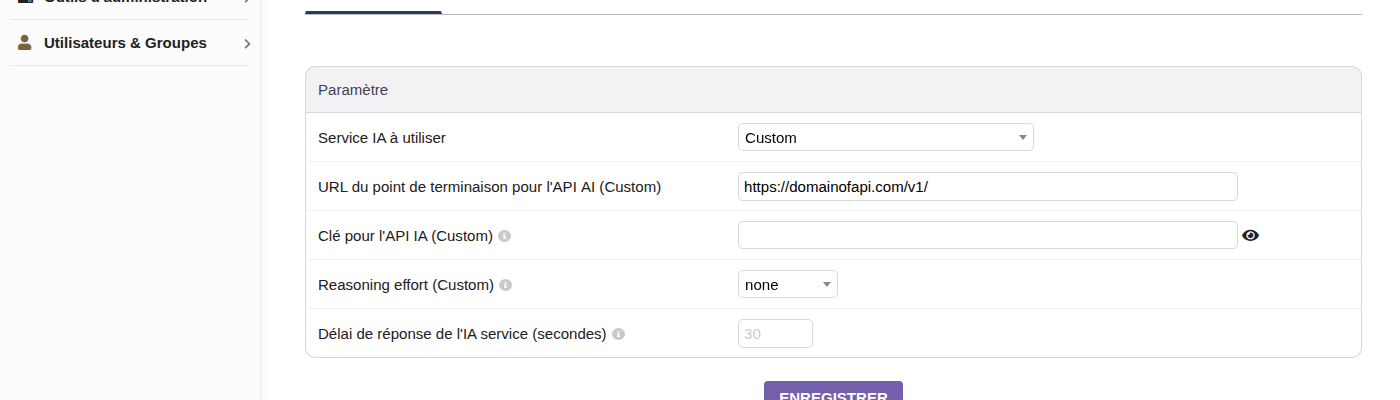 Outils d'administration
Utilisateurs & Groupes
Paramètre
Service IA à utiliser
Custom
URL du point de terminaison pour l'API AI (Custom)
https://domainofapi.com/v1/
Clé pour l'API IA (Custom)
Reasoning effort (Custom)
none
Délai de réponse de l'IA service (secondes)
30
ENREGISTRER